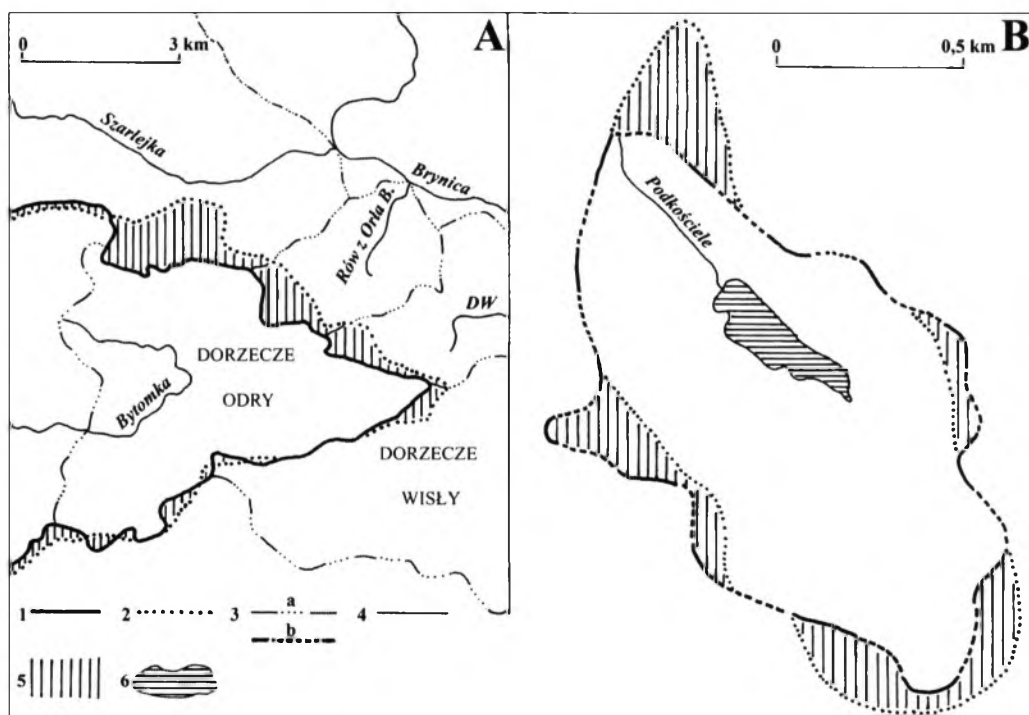 0 3 km
A
Szarlejka
Brynica
Rów z Orła B.
DW
DORZECZE
ODRY
Bytomka
DORZECZE
WISŁY
1 2 3 a 4
b
5 6
0 0,5 km
B
Podkościele